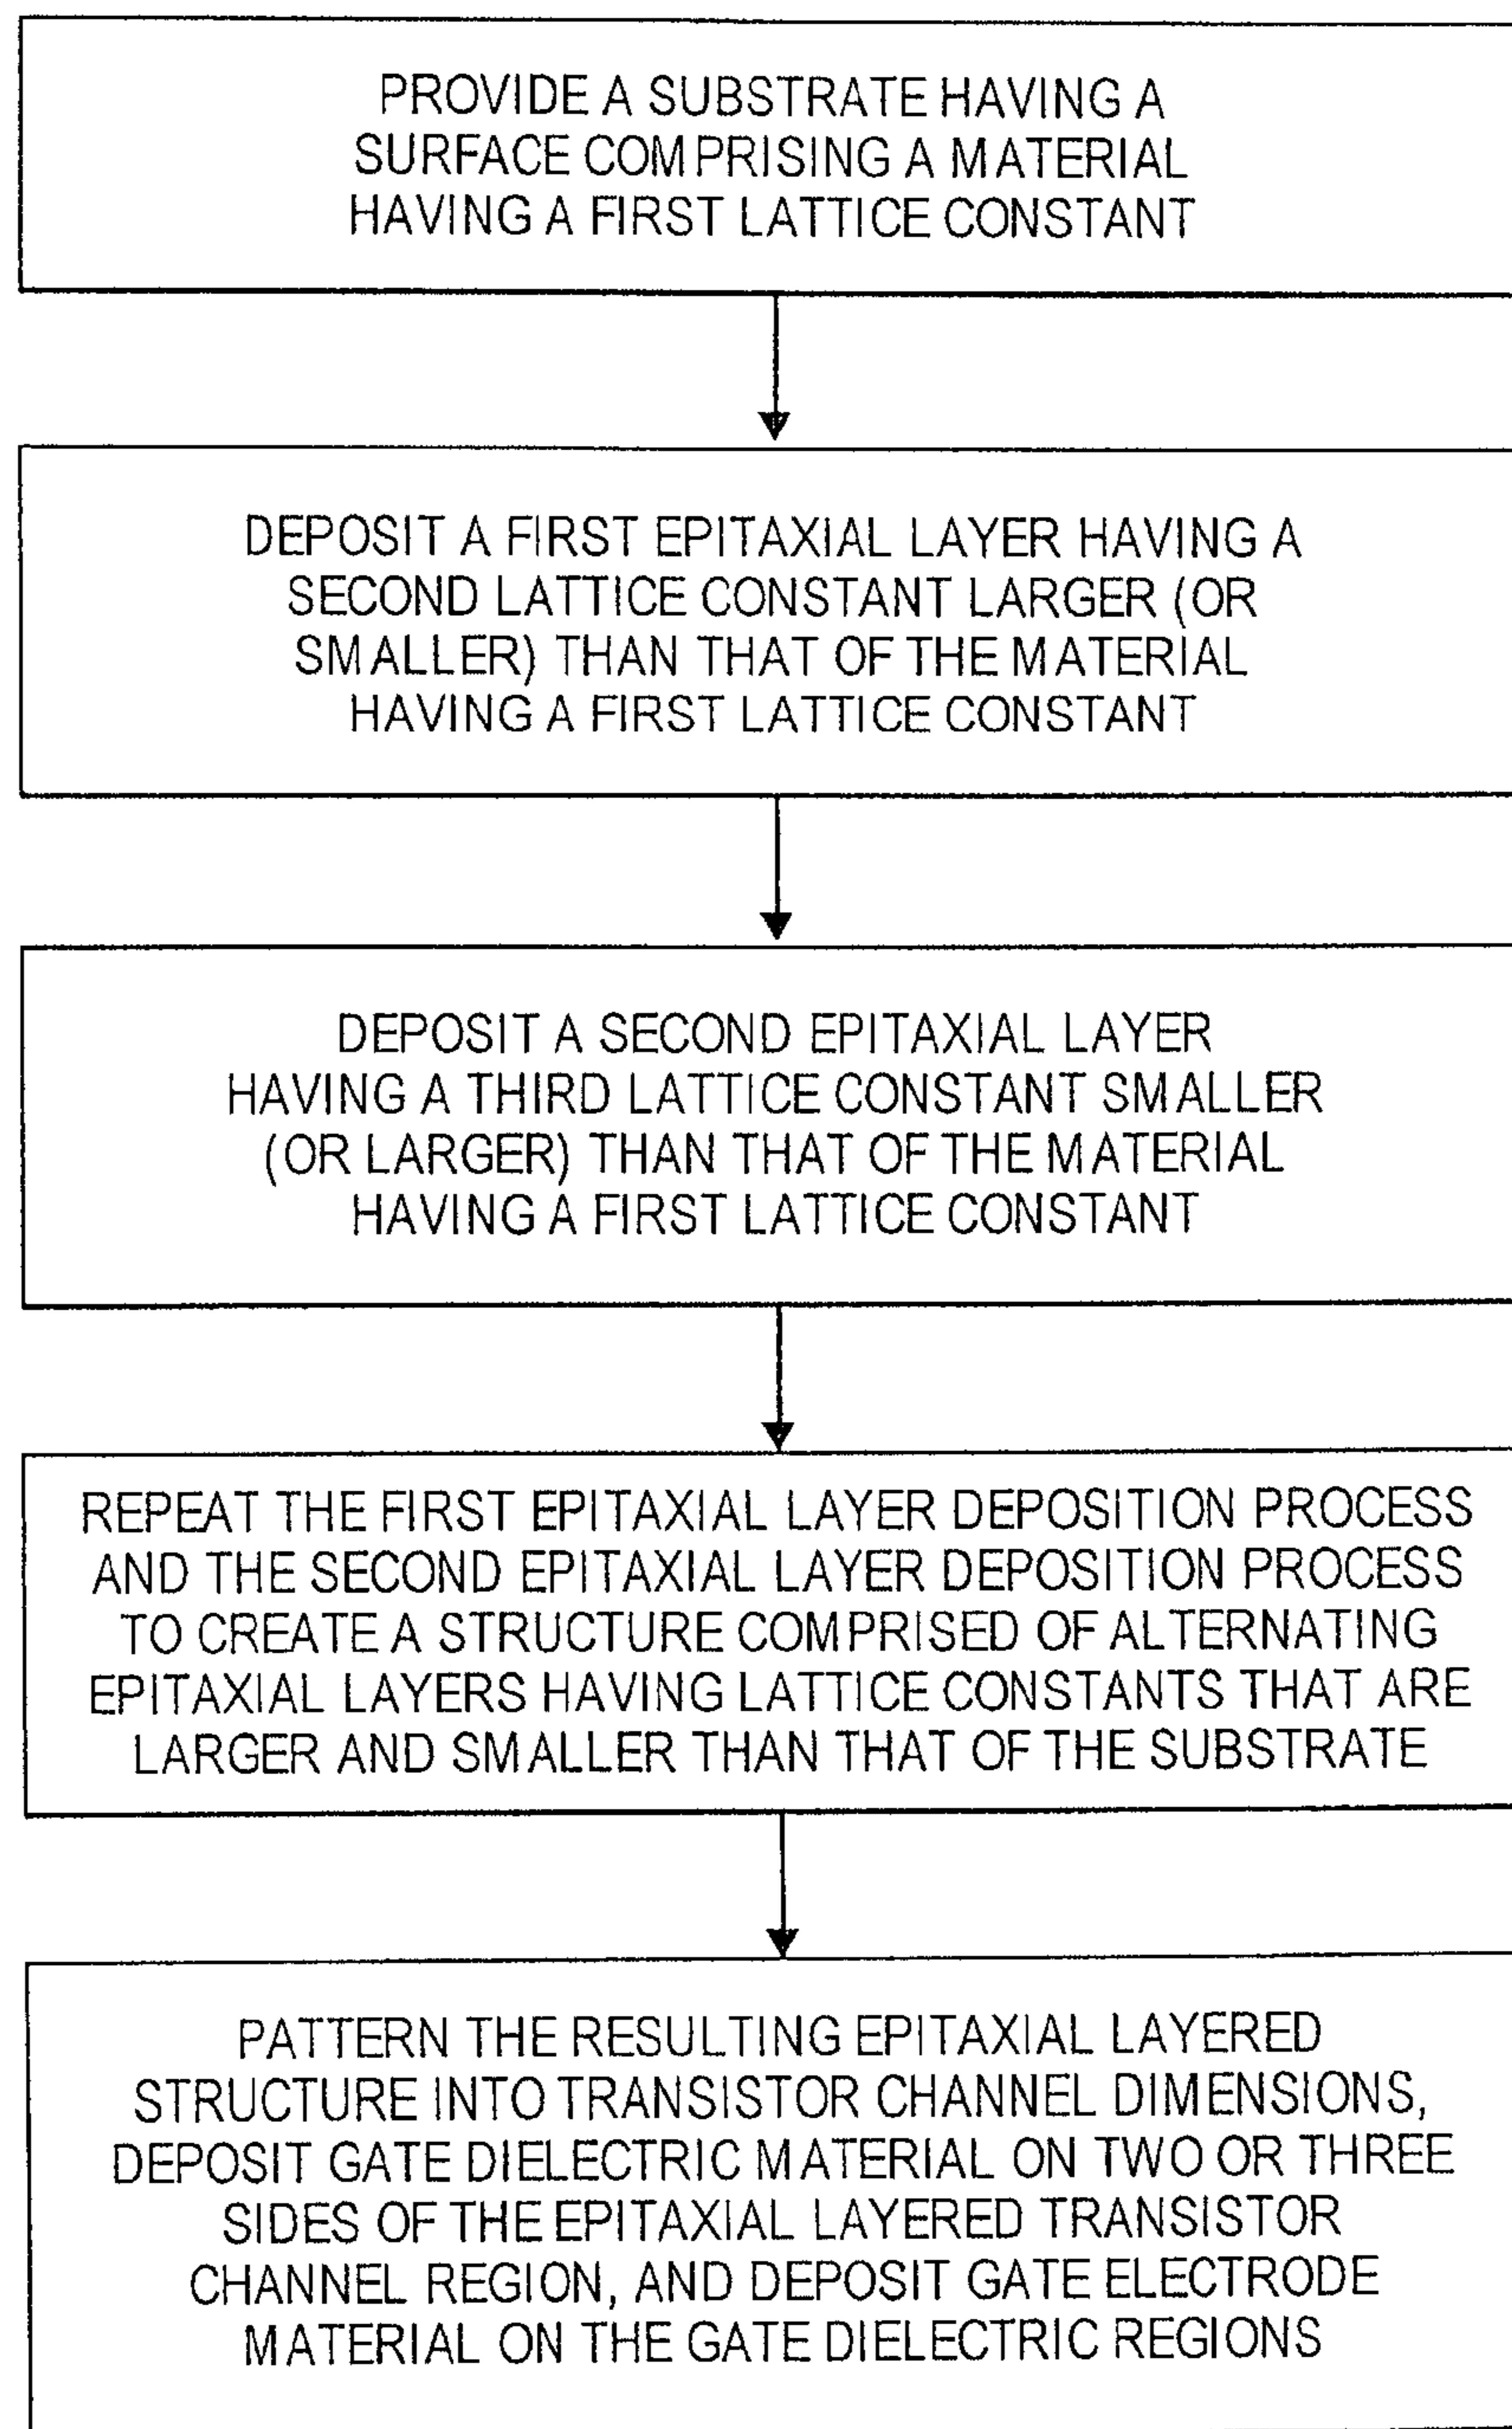 PROVIDE A SUBSTRATE HAVING A
SURFACE COMPRISING A MATERIAL
HAVING A FIRST LATTICE CONSTANT
DEPOSIT A FIRST EPITAXIAL LAYER HAVING A
SECOND LATTICE CONSTANT LARGER (OR
SMALLER) THAN THAT OF THE MATERIAL
HAVING A FIRST LATTICE CONSTANT
DEPOSIT A SECOND EPITAXIAL LAYER
HAVING A THIRD LATTICE CONSTANT SMALLER
(OR LARGER) THAN THAT OF THE MATERIAL
HAVING A FIRST LATTICE CONSTANT
REPEAT THE FIRST EPITAXIAL LAYER DEPOSITION PROCESS
AND THE SECOND EPITAXIAL LAYER DEPOSITION PROCESS
TO CREATE A STRUCTURE COMPRISED OF ALTERNATING
EPITAXIAL LAYERS HAVING LATTICE CONSTANTS THAT ARE
LARGER AND SMALLER THAN THAT OF THE SUBSTRATE
PATTERN THE RESULTING EPITAXIAL LAYERED
STRUCTURE INTO TRANSISTOR CHANNEL DIMENSIONS,
DEPOSIT GATE DIELECTRIC MATERIAL ON TWO OR THREE
SIDES OF THE EPITAXIAL LAYERED TRANSISTOR
CHANNEL REGION, AND DEPOSIT GATE ELECTRODE
MATERIAL ON THE GATE DIELECTRIC REGIONS